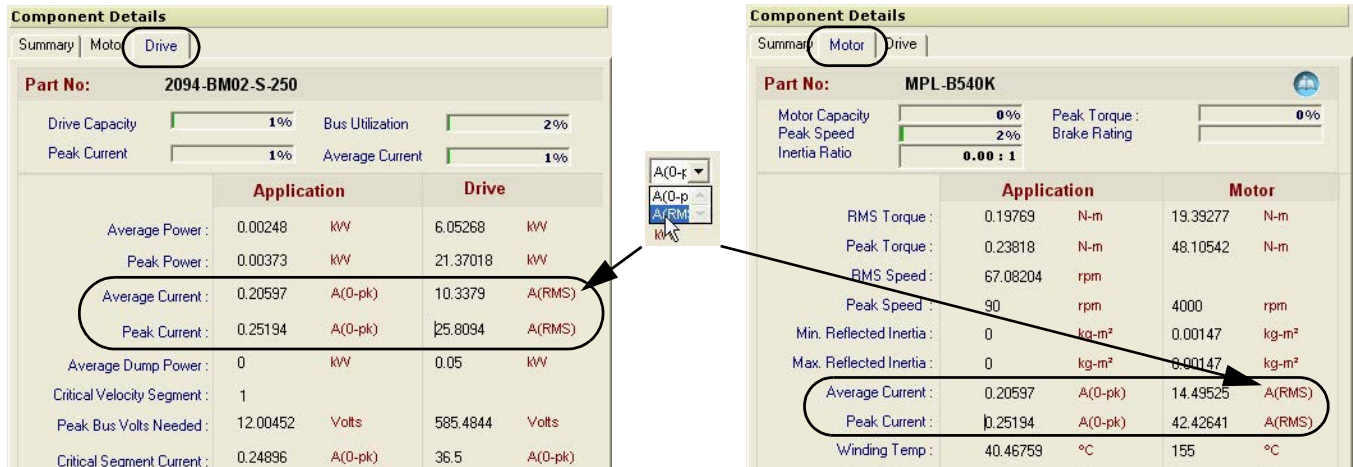 Component Details
Summary Motor Drive
Part No: 2094-BM02-S-250
Drive Capacity 1% Bus Utilization 2%
Peak Current 1% Average Current 1%
Application Drive
Average Power : 0.00248 kW 6.05268 kW
Peak Power : 0.00373 kW 21.37018 kW
Average Current : 0.20597 A(0-pk) 10.3379 A(RMS)
Peak Current : 0.25194 A(0-pk) 25.8094 A(RMS)
Average Dump Power : 0 kW 0.05 kW
Critical Velocity Segment : 1
Peak Bus Volts Needed : 12.00452 Volts 585.4844 Volts
Critical Segment Current : 0.24896 A(0-pk) 36.5 A(0-pk)
A(0-p
A(0-p
A(RMS
kW
Component Details
Summary Motor Drive
Part No: MPL-B540K
Motor Capacity 0% Peak Torque : 0%
Peak Speed 2% Brake Rating
Inertia Ratio 0.00 : 1
Application Motor
RMS Torque : 0.19769 N-m 19.39277 N-m
Peak Torque : 0.23818 N-m 48.10542 N-m
RMS Speed : 67.08204 rpm
Peak Speed : 90 rpm 4000 rpm
Min. Reflected Inertia : 0 kg-m² 0.00147 kg-m²
Max. Reflected Inertia : 0 kg-m² 0.00147 kg-m²
Average Current : 0.20597 A(0-pk) 14.49525 A(RMS)
Peak Current : 0.25194 A(0-pk) 42.42641 A(RMS)
Winding Temp : 40.46759 °C 155 °C